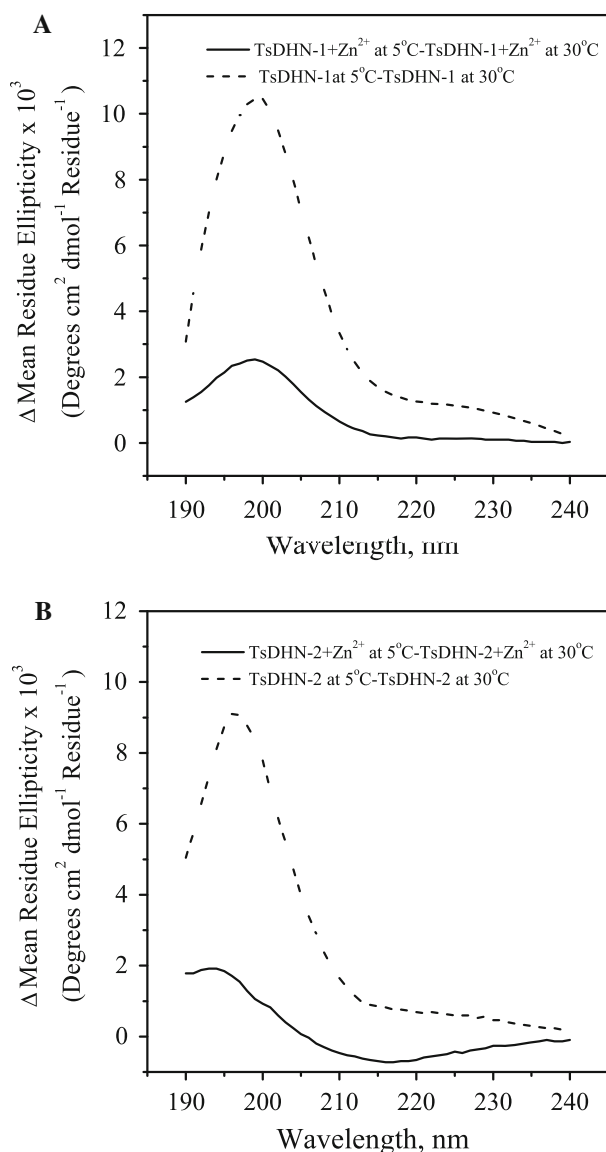 A
TsDHN-1+Zn²⁺ at 5°C-TsDHN-1+Zn²⁺ at 30°C
TsDHN-1at 5°C-TsDHN-1 at 30°C
12
10
8
6
4
2
0
Δ Mean Residue Ellipticity x 10³
(Degrees cm² dmol⁻¹ Residue⁻¹)
190 200 210 220 230 240
Wavelength, nm
B
TsDHN-2+Zn²⁺ at 5°C-TsDHN-2+Zn²⁺ at 30°C
TsDHN-2 at 5°C-TsDHN-2 at 30°C
12
10
8
6
4
2
0
Δ Mean Residue Ellipticity x 10³
(Degrees cm² dmol⁻¹ Residue⁻¹)
190 200 210 220 230 240
Wavelength, nm